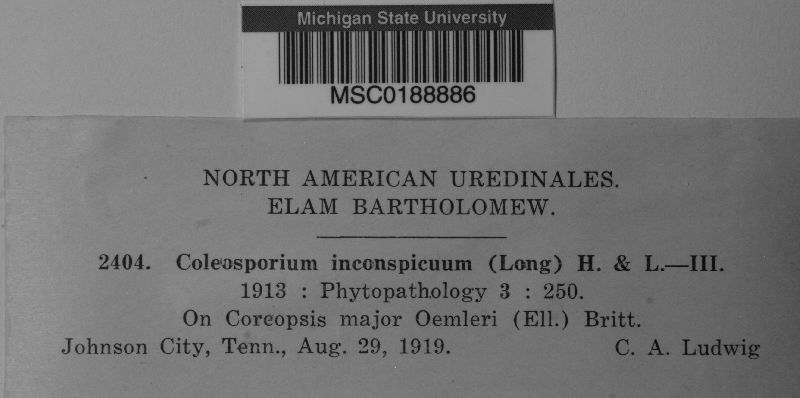 Michigan State University
MSC0188886
NORTH AMERICAN UREDINALES.
ELAM BARTHOLOMEW.
2404. Coleosporium inconspicuum (Long) H. & L.—III.
1913 : Phytopathology 3 : 250.
On Coreopsis major Oemleri (Ell.) Britt.
Johnson City, Tenn., Aug. 29, 1919. C. A. Ludwig